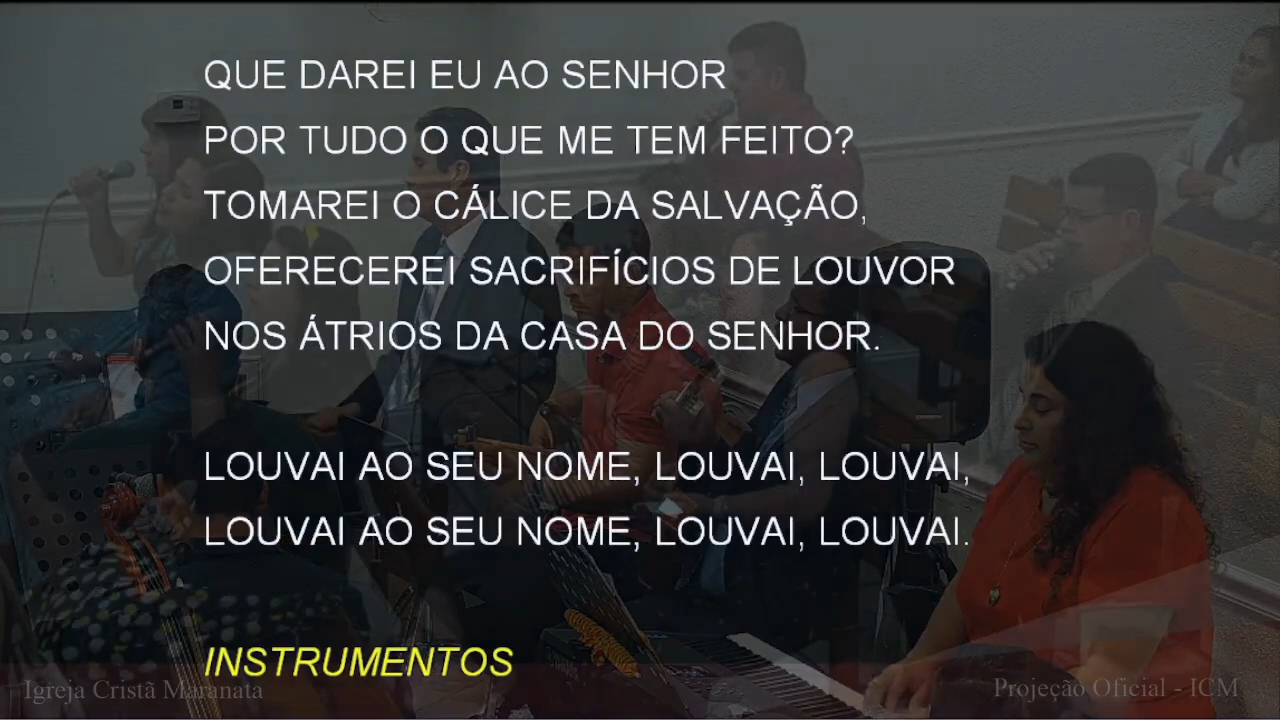 QUE DAREI EU AO SENHOR
POR TUDO O QUE ME TEM FEITO?
TOMAREI O CÁLICE DA SALVAÇÃO,
OFERECEREI SACRIFÍCIOS DE LOUVOR
NOS ÁTRIOS DA CASA DO SENHOR.
LOUVAI AO SEU NOME, LOUVAI, LOUVAI,
LOUVAI AO SEU NOME, LOUVAI, LOUVAI.
INSTRUMENTOS
Igreja Cristã Maranata
Projeção Oficial - ICM